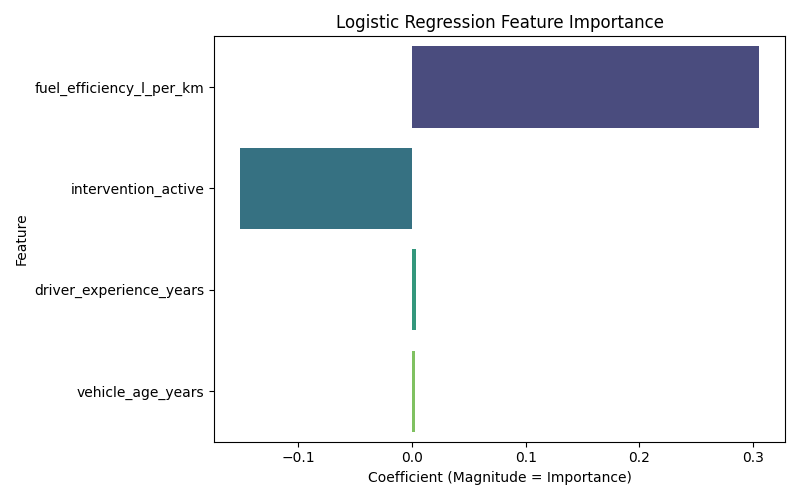 Logistic Regression Feature Importance
Feature
fuel_efficiency_l_per_km
intervention_active
driver_experience_years
vehicle_age_years
−0.1 0.0 0.1 0.2 0.3
Coefficient (Magnitude = Importance)